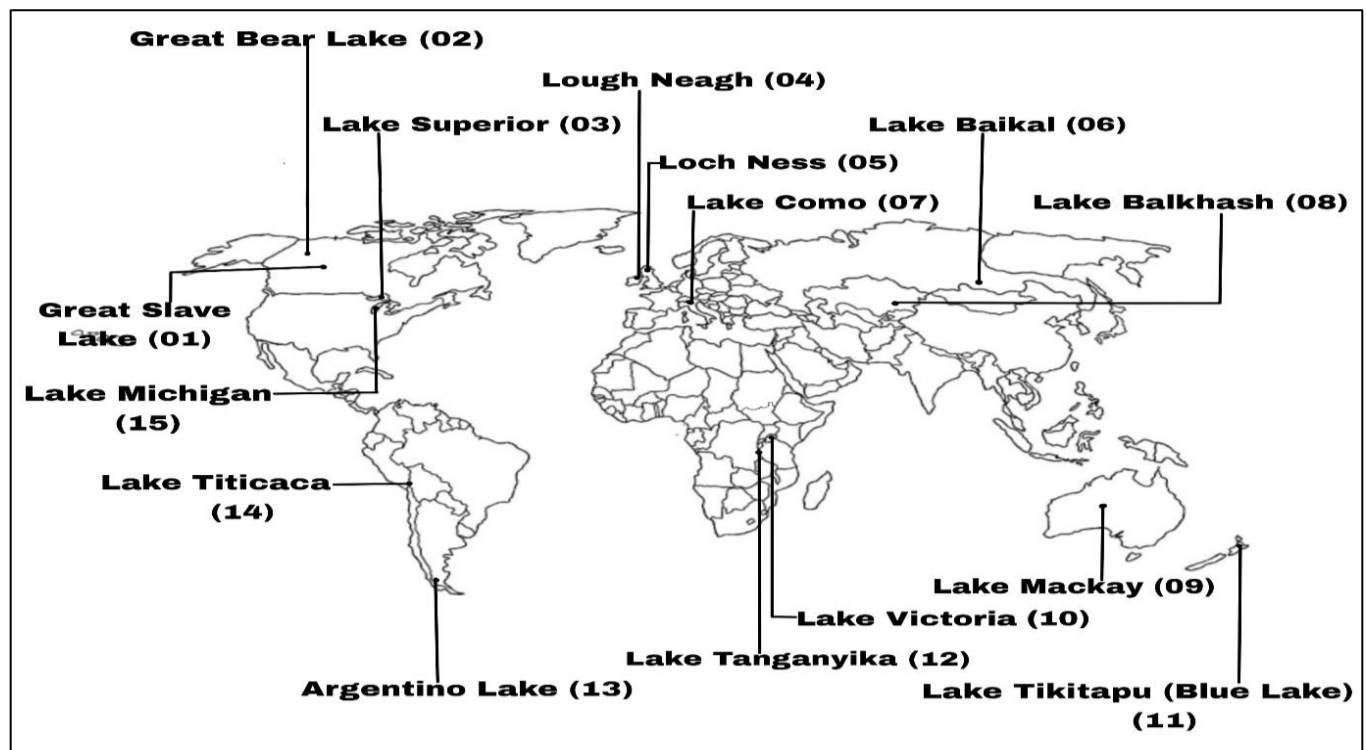 Great Bear Lake (02)
Lough Neagh (04)
Lake Superior (03)
Lake Baikal (06)
Loch Ness (05)
Lake Como (07)
Lake Balkhash (08)
Great Slave
Lake (01)
Lake Michigan
(15)
Lake Titicaca
(14)
Lake Mackay (09)
Lake Victoria (10)
Lake Tanganyika (12)
Argentino Lake (13)
Lake Tikitapu (Blue Lake)
(11)